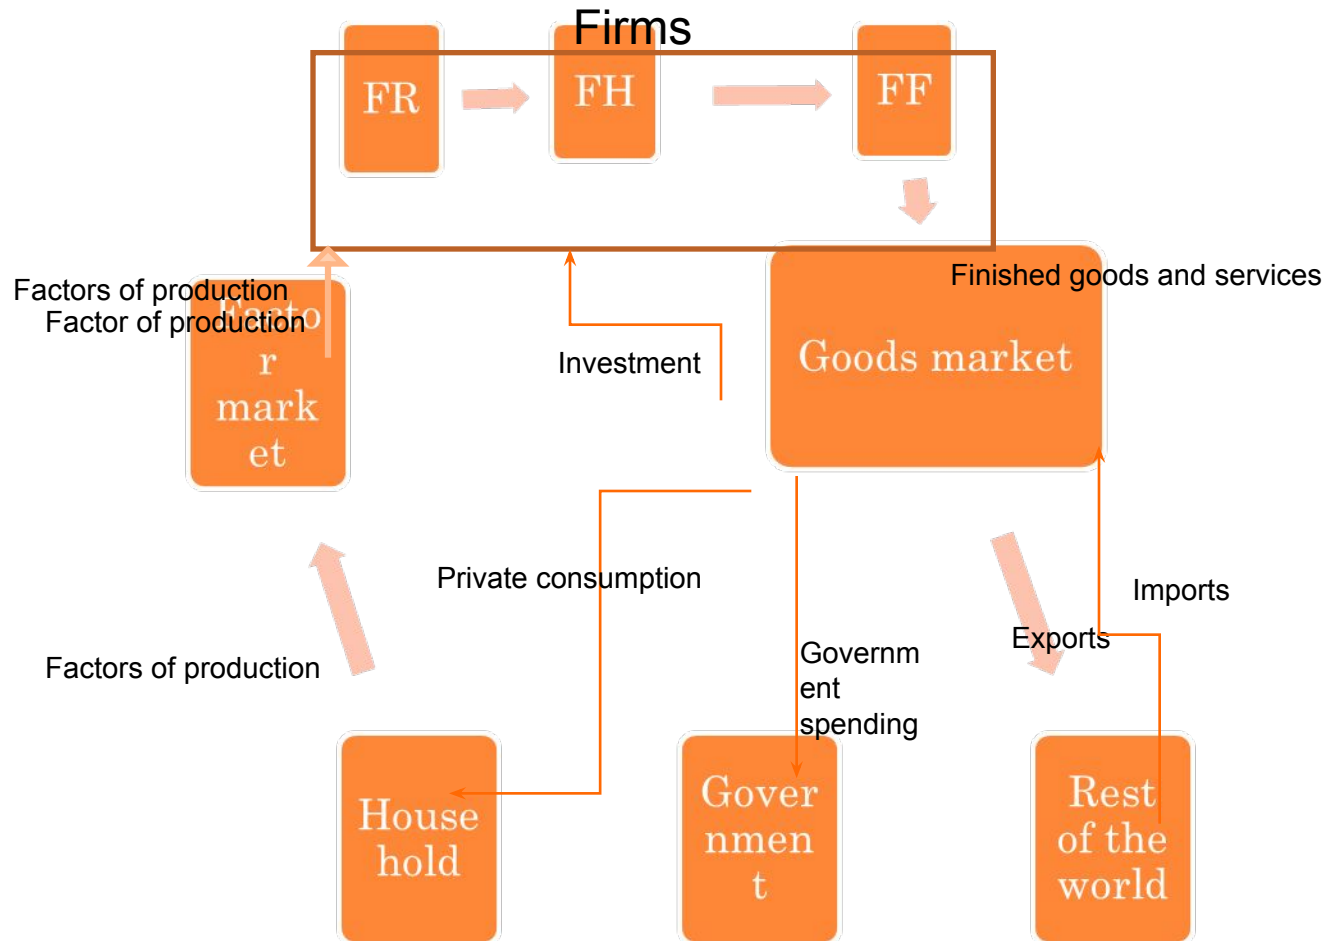 Firms
FR
FH
FF
Factors of production
Factor of production
Facto
r
mark
et
Finished goods and services
Goods market
Investment
Private consumption
Imports
Exports
Factors of production
Governm
ent
spending
House
hold
Gover
nmen
t
Rest
of the
world